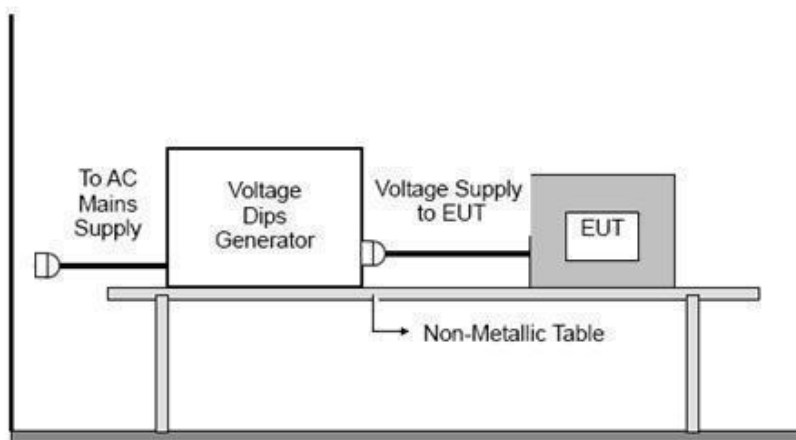 To AC
Mains
Supply
Voltage
Dips
Generator
Voltage Supply
to EUT
EUT
Non-Metallic Table